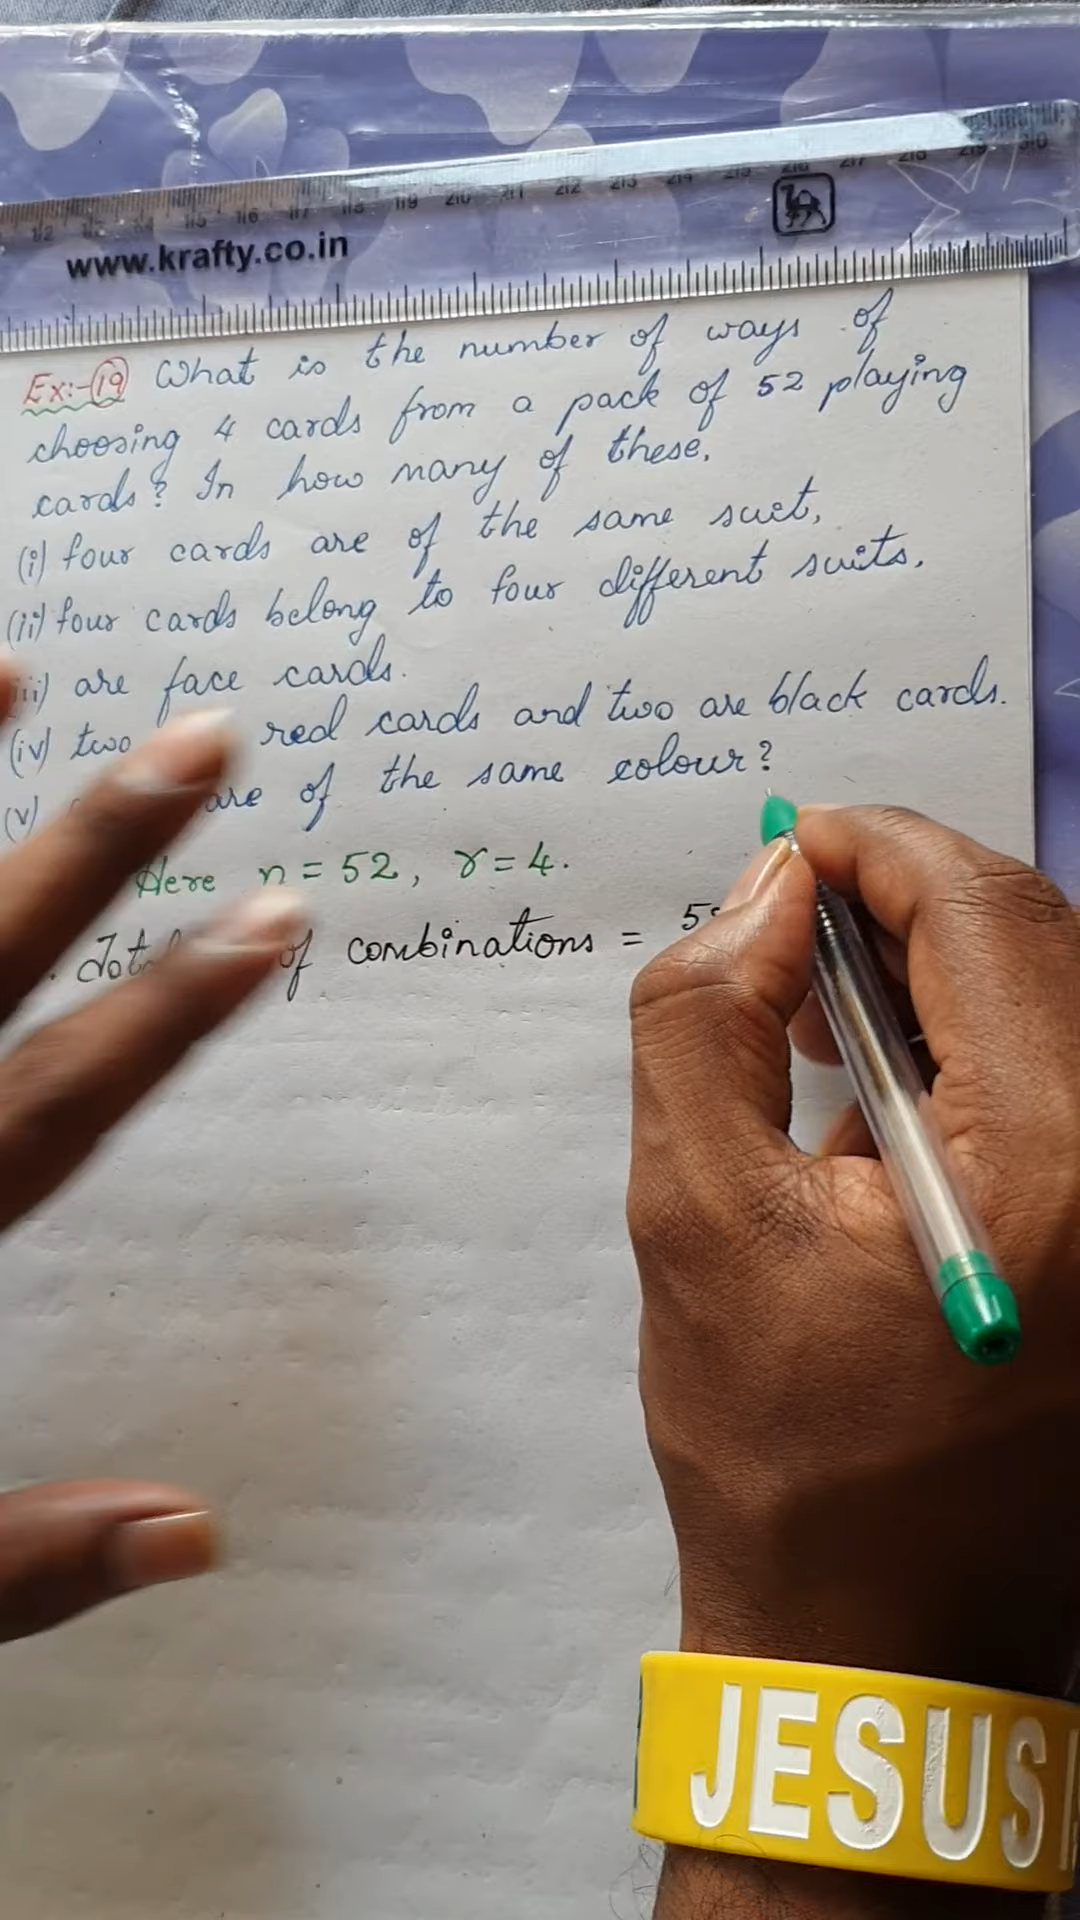 www.krafty.co.in
Ex:-(19) What is the number of ways of
choosing 4 cards from a pack of 52 playing
cards? In how many of these,
(i) four cards are of the same suit,
(ii) four cards belong to four different suits,
(iii) are face cards.
(iv) two red cards and two are black cards.
(v) are of the same colour?
Here n = 52, r = 4.
of combinations =
JESUS